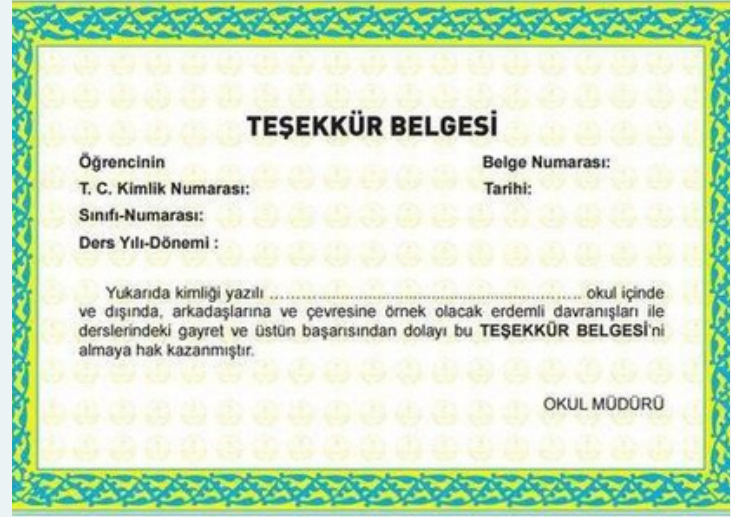 TEŞEKKÜR BELGESİ
Öğrencinin Belge Numarası:
T. C. Kimlik Numarası: Tarihi:
Sınıfı-Numarası:
Ders Yılı-Dönemi :
Yukarıda kimliği yazılı ........................................................................ okul içinde
ve dışında, arkadaşlarına ve çevresine örnek olacak erdemli davranışları ile
derslerindeki gayret ve üstün başarısından dolayı bu TEŞEKKÜR BELGESİ'ni
almaya hak kazanmıştır.
OKUL MÜDÜRÜ